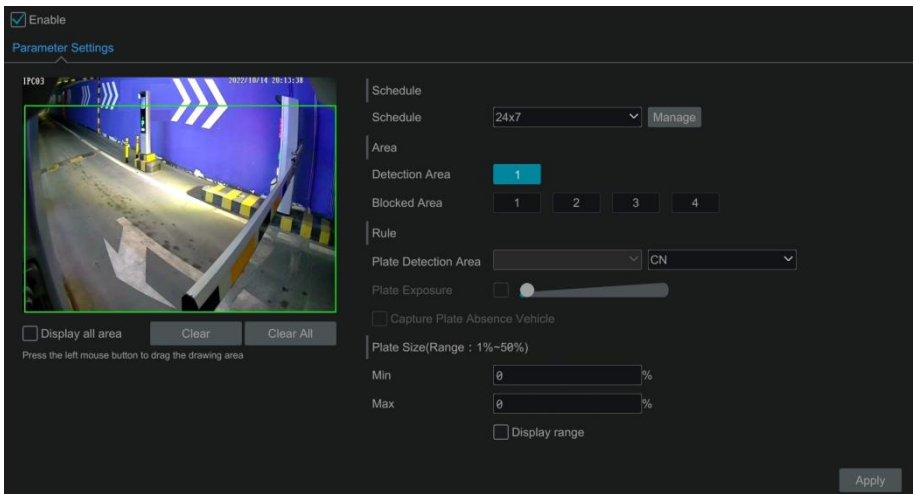 Enable
Parameter Settings
IPC03
2022/10/14 20:13:38
Display all area
Clear
Clear All
Press the left mouse button to drag the drawing area
Schedule
Schedule 24x7 Manage
Area
Detection Area 1
Blocked Area 1 2 3 4
Rule
Plate Detection Area CN
Plate Exposure
Capture Plate Absence Vehicle
Plate Size(Range : 1%~50%)
Min 0 %
Max 0 %
Display range
Apply